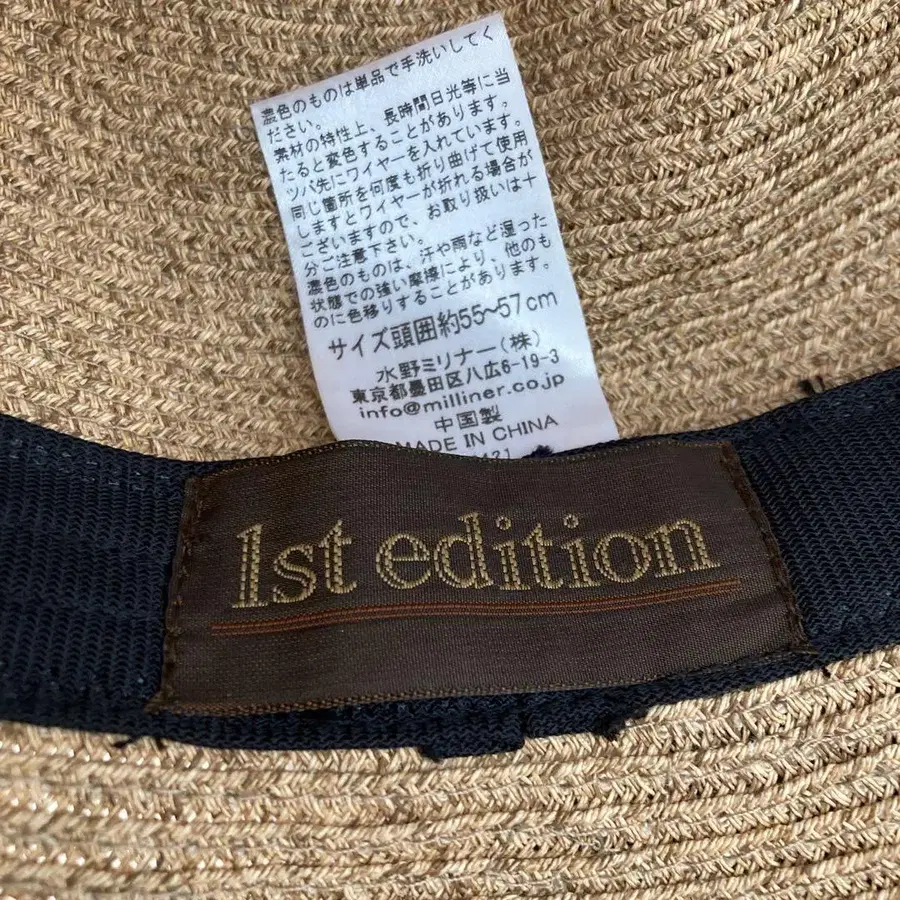 濃色のものは単品で手洗いしてく
ださい。
素材の特性上、長時間日光等に当
たると変色することがあります。
ツバ先にワイヤーを入れています。
同じ箇所を何度も折り曲げて使用
しますとワイヤーが折れる場合が
ございますので、お取り扱いは十
分ご注意下さい。
濃色のものは、汗や雨など湿った
状態での強い摩擦により、他のも
のに色移りすることがあります。
サイズ頭囲約55~57cm
水野ミリナー(株)
東京都墨田区八広6-19-3
info@milliner.co.jp
中国製
MADE IN CHINA
1st edition